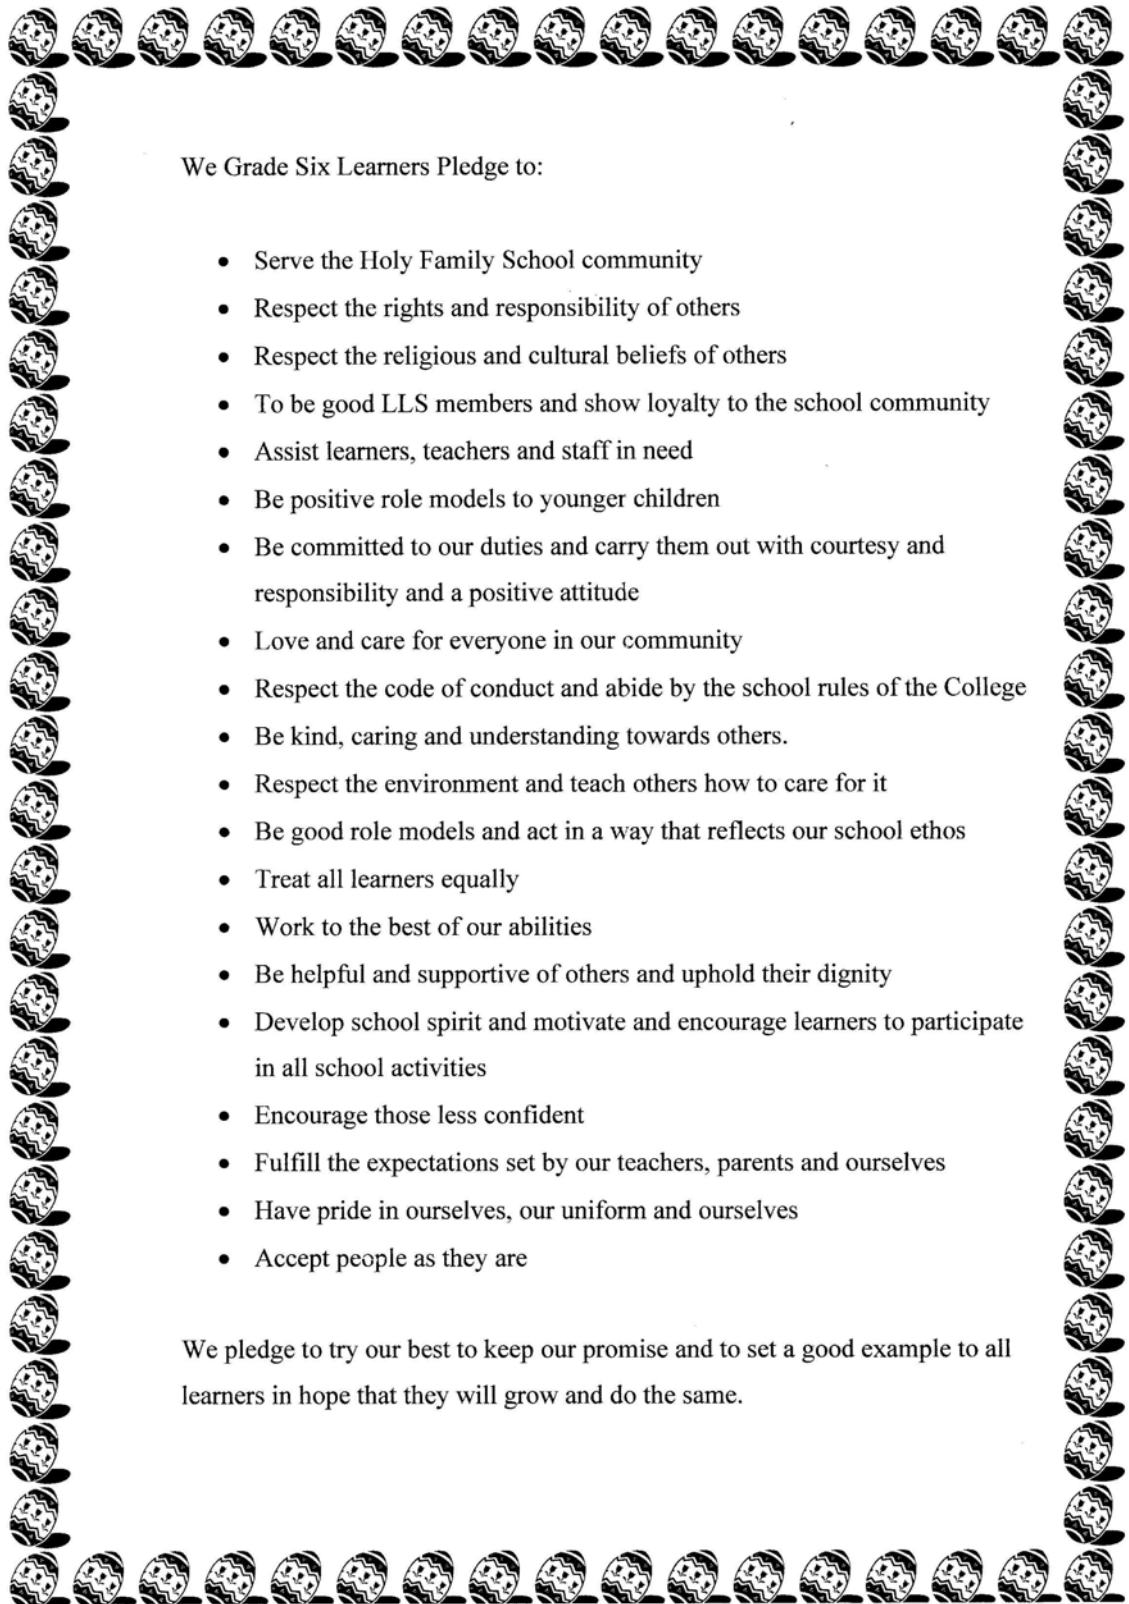 We Grade Six Learners Pledge to:
• Serve the Holy Family School community
• Respect the rights and responsibility of others
• Respect the religious and cultural beliefs of others
• To be good LLS members and show loyalty to the school community
• Assist learners, teachers and staff in need
• Be positive role models to younger children
• Be committed to our duties and carry them out with courtesy and
responsibility and a positive attitude
• Love and care for everyone in our community
• Respect the code of conduct and abide by the school rules of the College
• Be kind, caring and understanding towards others.
• Respect the environment and teach others how to care for it
• Be good role models and act in a way that reflects our school ethos
• Treat all learners equally
• Work to the best of our abilities
• Be helpful and supportive of others and uphold their dignity
• Develop school spirit and motivate and encourage learners to participate
in all school activities
• Encourage those less confident
• Fulfill the expectations set by our teachers, parents and ourselves
• Have pride in ourselves, our uniform and ourselves
• Accept people as they are
We pledge to try our best to keep our promise and to set a good example to all
learners in hope that they will grow and do the same.